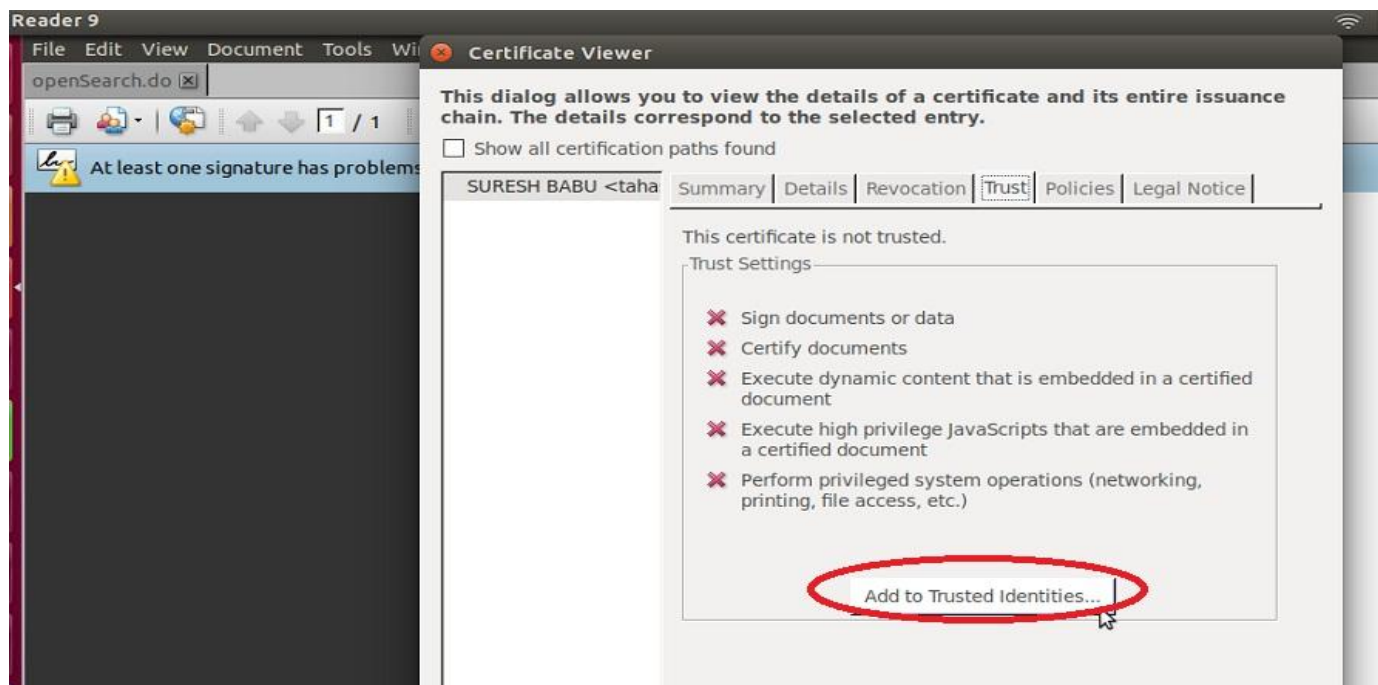 Reader 9
File Edit View Document Tools Wi
Certificate Viewer
openSearch.do
This dialog allows you to view the details of a certificate and its entire issuance
chain. The details correspond to the selected entry.
1 / 1
Show all certification paths found
At least one signature has problems
SURESH BABU <taha
Summary Details Revocation Trust Policies Legal Notice
This certificate is not trusted.
Trust Settings
Sign documents or data
Certify documents
Execute dynamic content that is embedded in a certified
document
Execute high privilege JavaScripts that are embedded in
a certified document
Perform privileged system operations (networking,
printing, file access, etc.)
Add to Trusted Identities...